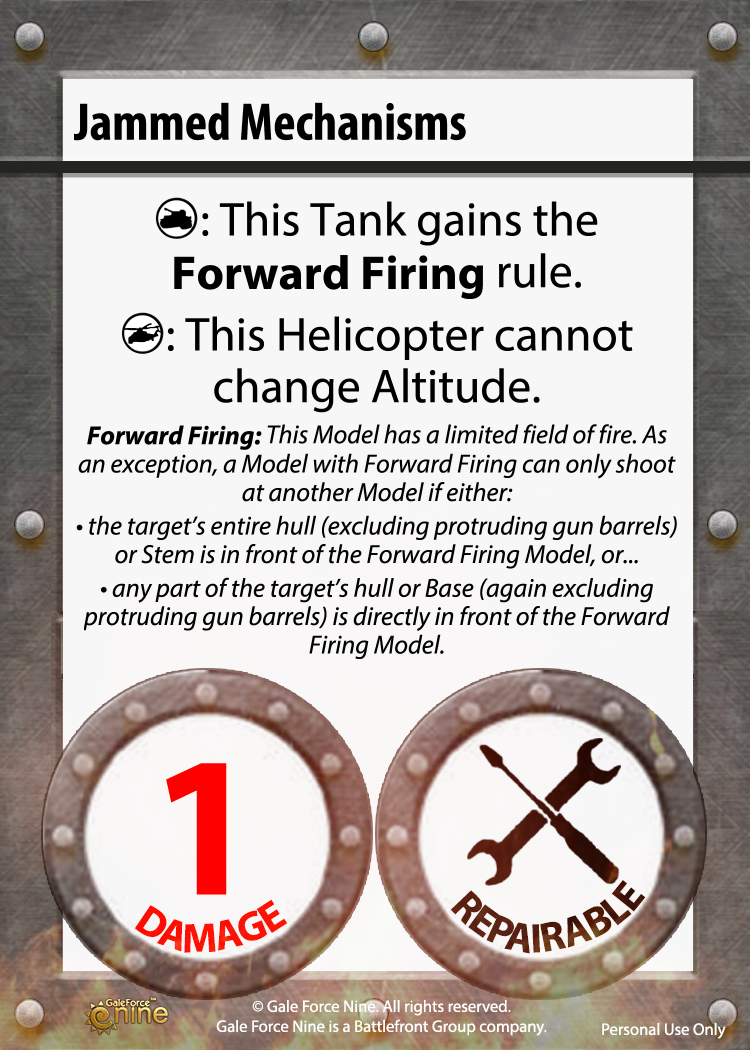 Jammed Mechanisms
: This Tank gains the
Forward Firing rule.
: This Helicopter cannot
change Altitude.
Forward Firing: This Model has a limited field of fire. As
an exception, a Model with Forward Firing can only shoot
at another Model if either:
• the target's entire hull (excluding protruding gun barrels)
or Stem is in front of the Forward Firing Model, or...
• any part of the target's hull or Base (again excluding
protruding gun barrels) is directly in front of the Forward
Firing Model.
1
DAMAGE
REPAIRABLE
GaleForce™
nine
© Gale Force Nine. All rights reserved.
Gale Force Nine is a Battlefront Group company.
Personal Use Only